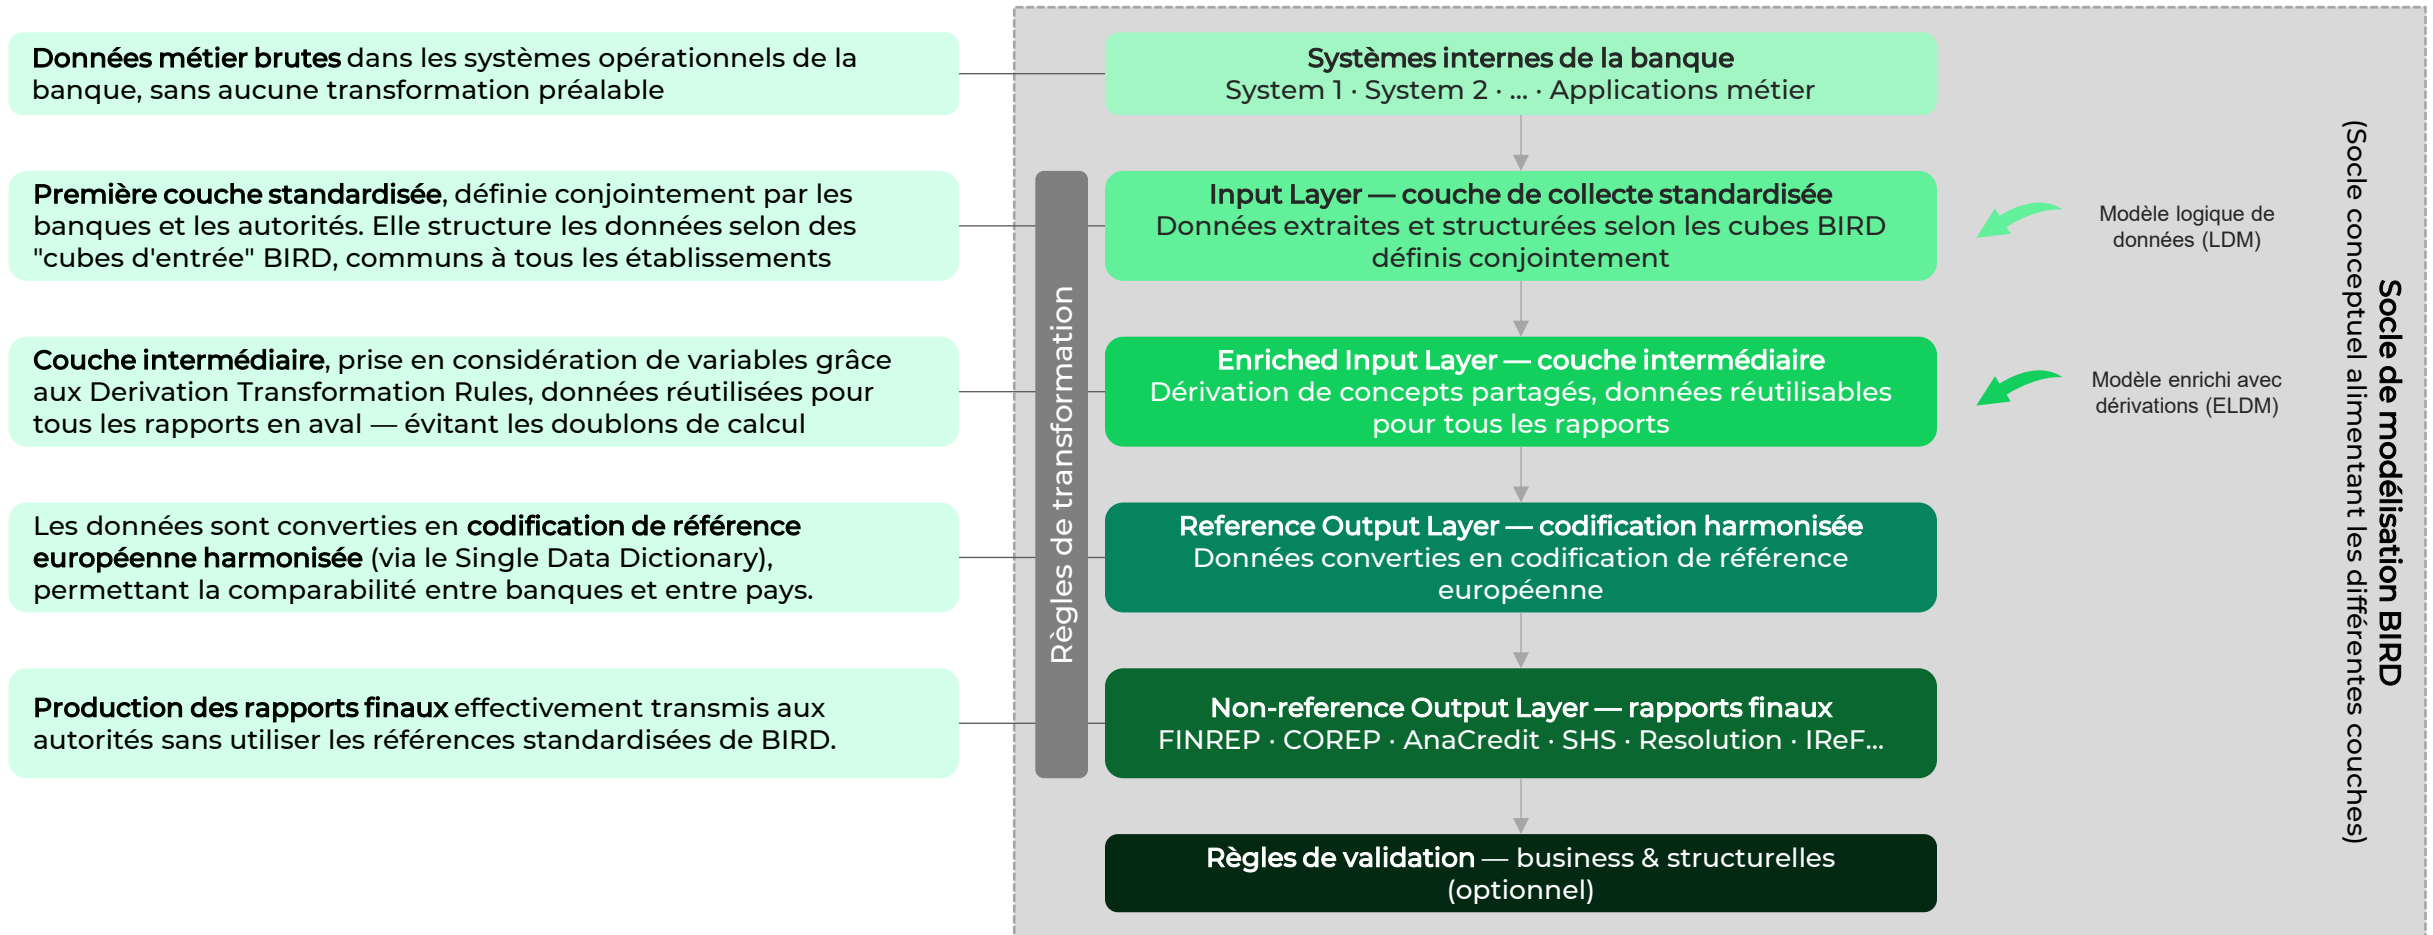 Données métier brutes dans les systèmes opérationnels de la
banque, sans aucune transformation préalable
Systèmes internes de la banque
System 1 · System 2 · ... · Applications métier
Première couche standardisée, définie conjointement par les
banques et les autorités. Elle structure les données selon des
"cubes d'entrée" BIRD, communs à tous les établissements
Input Layer — couche de collecte standardisée
Données extraites et structurées selon les cubes BIRD
définis conjointement
Modèle logique de
données (LDM)
Couche intermédiaire, prise en considération de variables grâce
aux Derivation Transformation Rules, données réutilisées pour
tous les rapports en aval — évitant les doublons de calcul
Enriched Input Layer — couche intermédiaire
Dérivation de concepts partagés, données réutilisables
pour tous les rapports
Modèle enrichi avec
dérivations (ELDM)
Les données sont converties en codification de référence
européenne harmonisée (via le Single Data Dictionary),
permettant la comparabilité entre banques et entre pays.
Reference Output Layer — codification harmonisée
Données converties en codification de référence
européenne
Production des rapports finaux effectivement transmis aux
autorités sans utiliser les références standardisées de BIRD.
Non-reference Output Layer — rapports finaux
FINREP · COREP · AnaCredit · SHS · Resolution · IReF...
Règles de validation — business & structurelles
(optionnel)
Règles de transformation
Socle de modélisation BIRD
(Socle conceptuel alimentant les différentes couches)